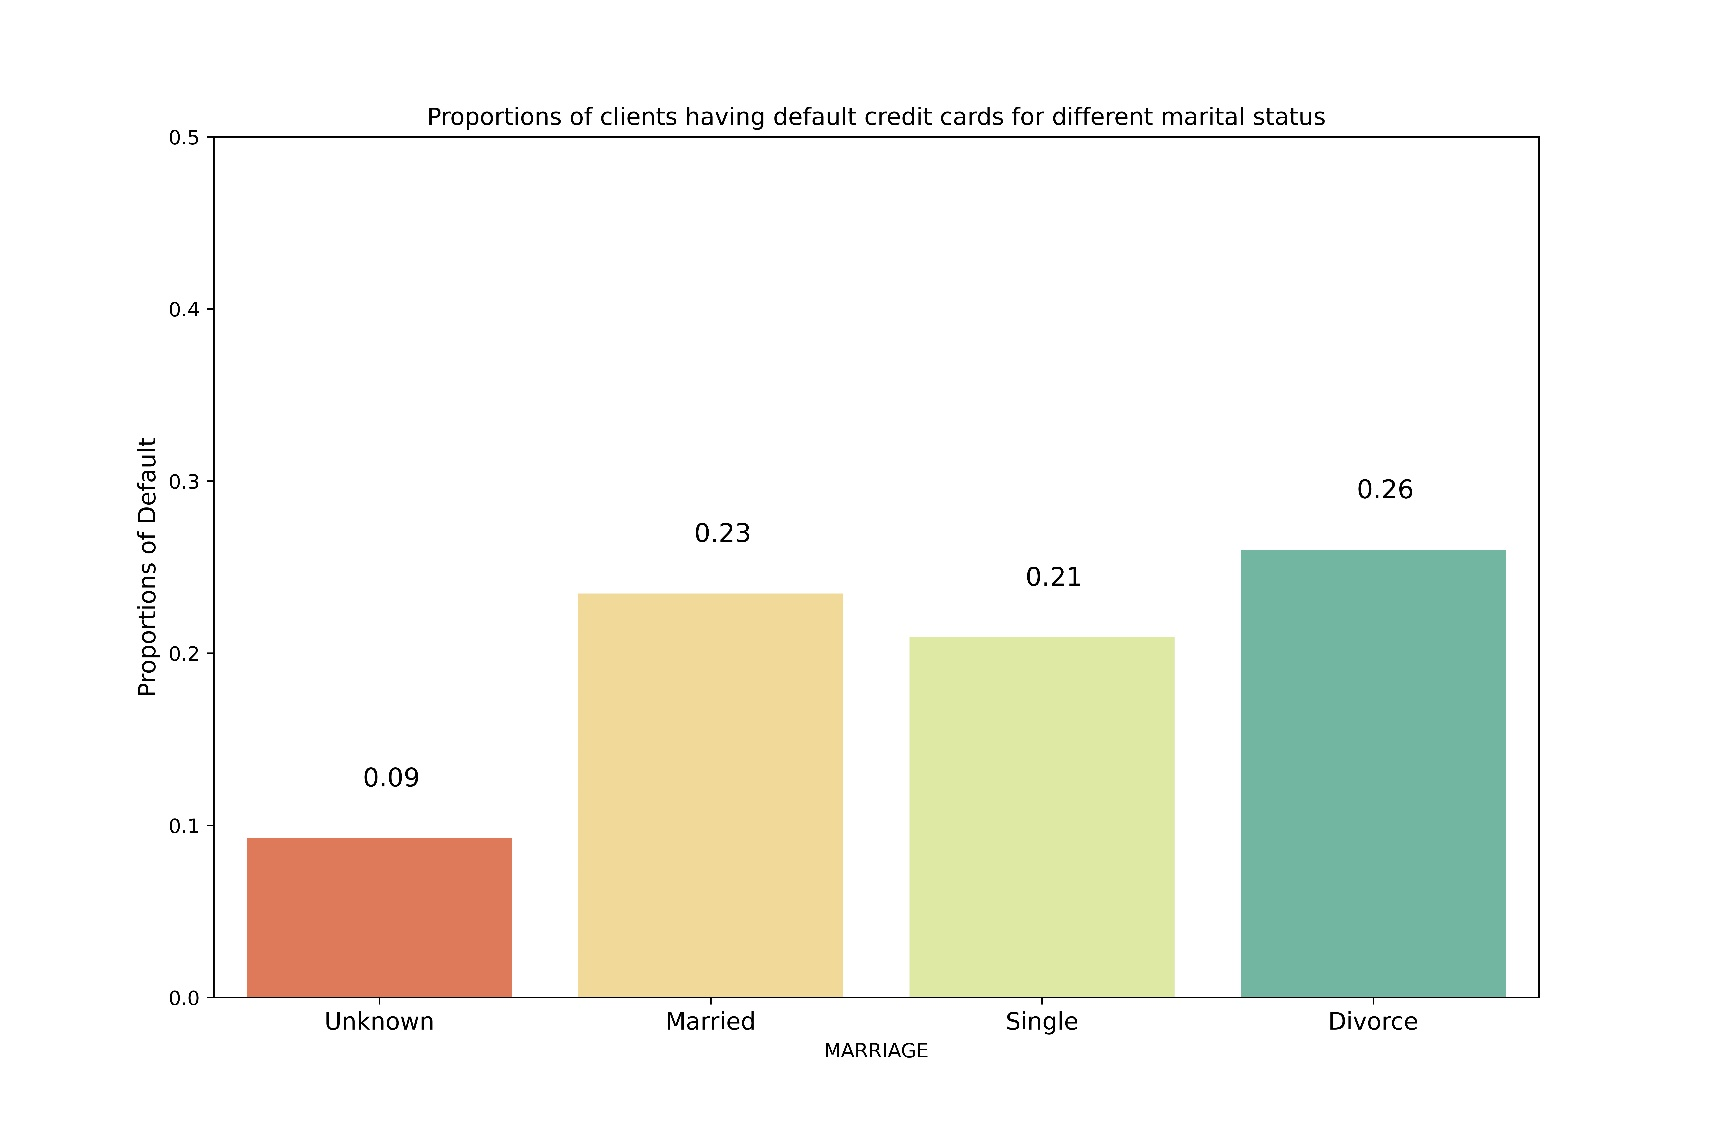 Proportions of clients having default credit cards for different marital status
0.5
0.4
0.3
0.2
0.1
0.0
Proportions of Default
0.09
0.23
0.21
0.26
Unknown
Married
Single
Divorce
MARRIAGE